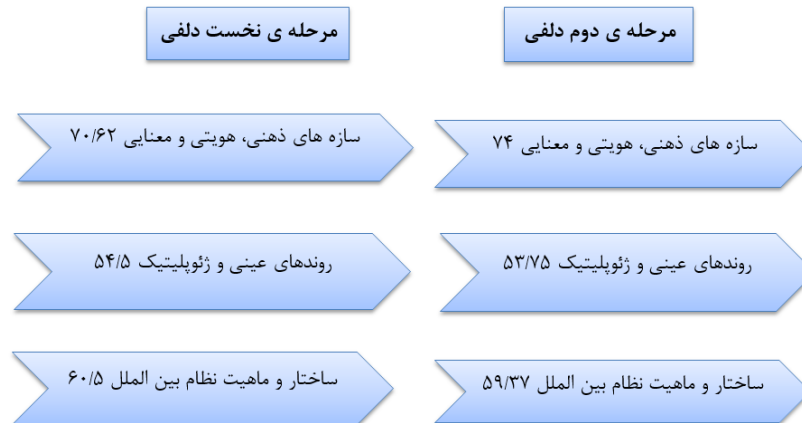 مرحله ی نخست دلفی
مرحله ی دوم دلفی
سازه های ذهنی، هویتی و معنایی ۷۰/۶۲
سازه های ذهنی، هویتی و معنایی ۷۴
روندهای عینی و ژئوپلیتیک ۵۴/۵
روندهای عینی و ژئوپلیتیک ۵۳/۷۵
ساختار و ماهیت نظام بین الملل ۶۰/۵
ساختار و ماهیت نظام بین الملل ۵۹/۳۷